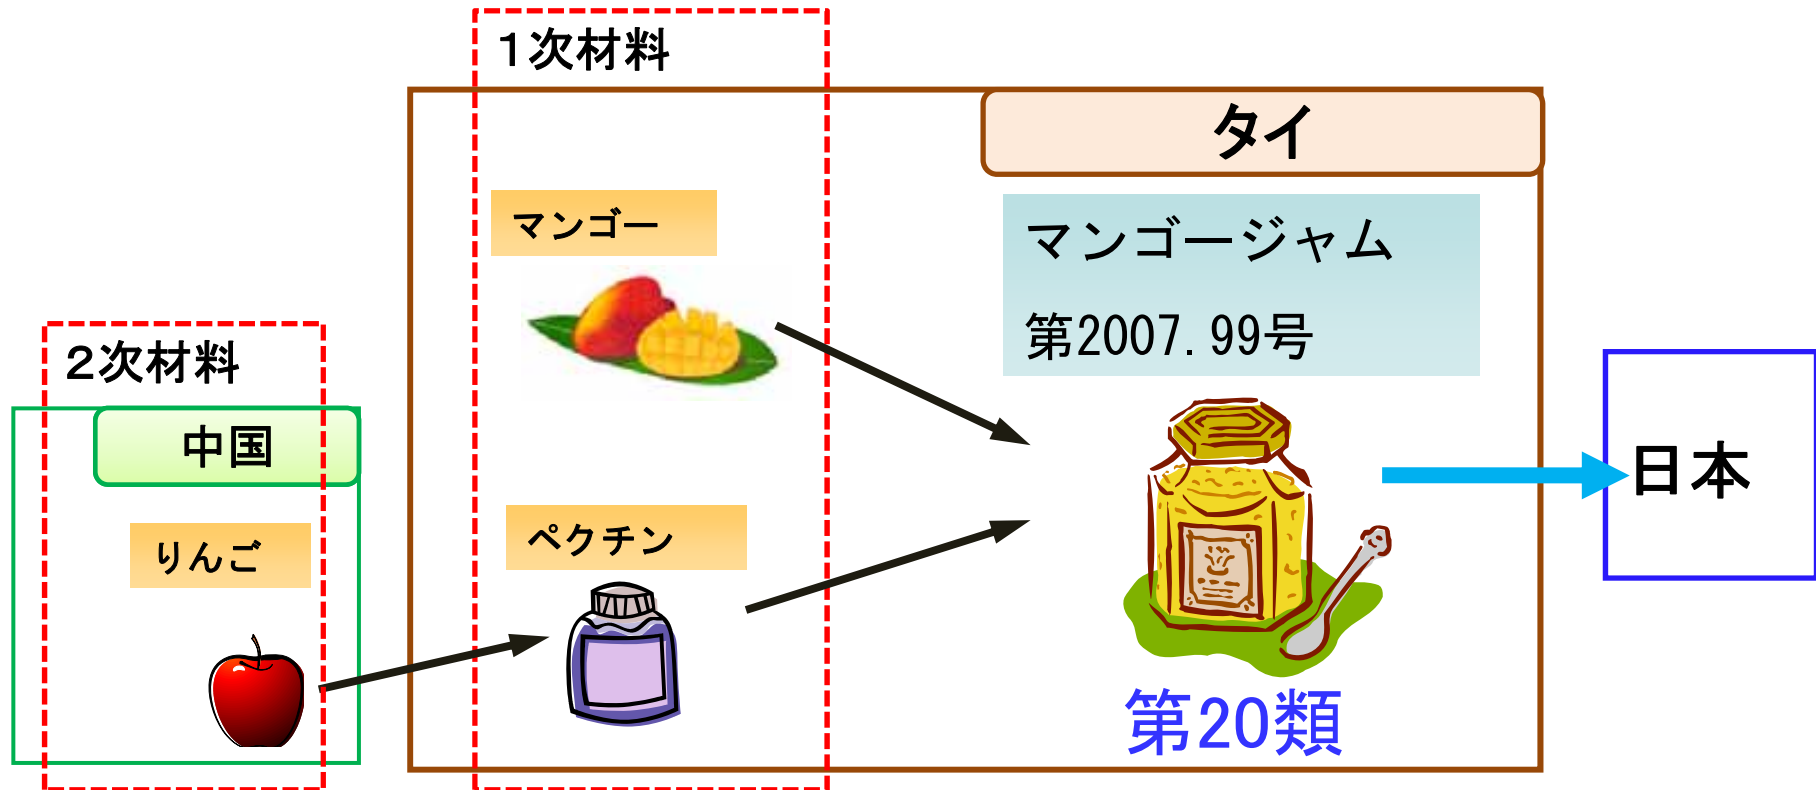 １次材料
タイ
マンゴー
マンゴージャム
第2007.99号
２次材料
中国
りんご
ペクチン
日本
第20類